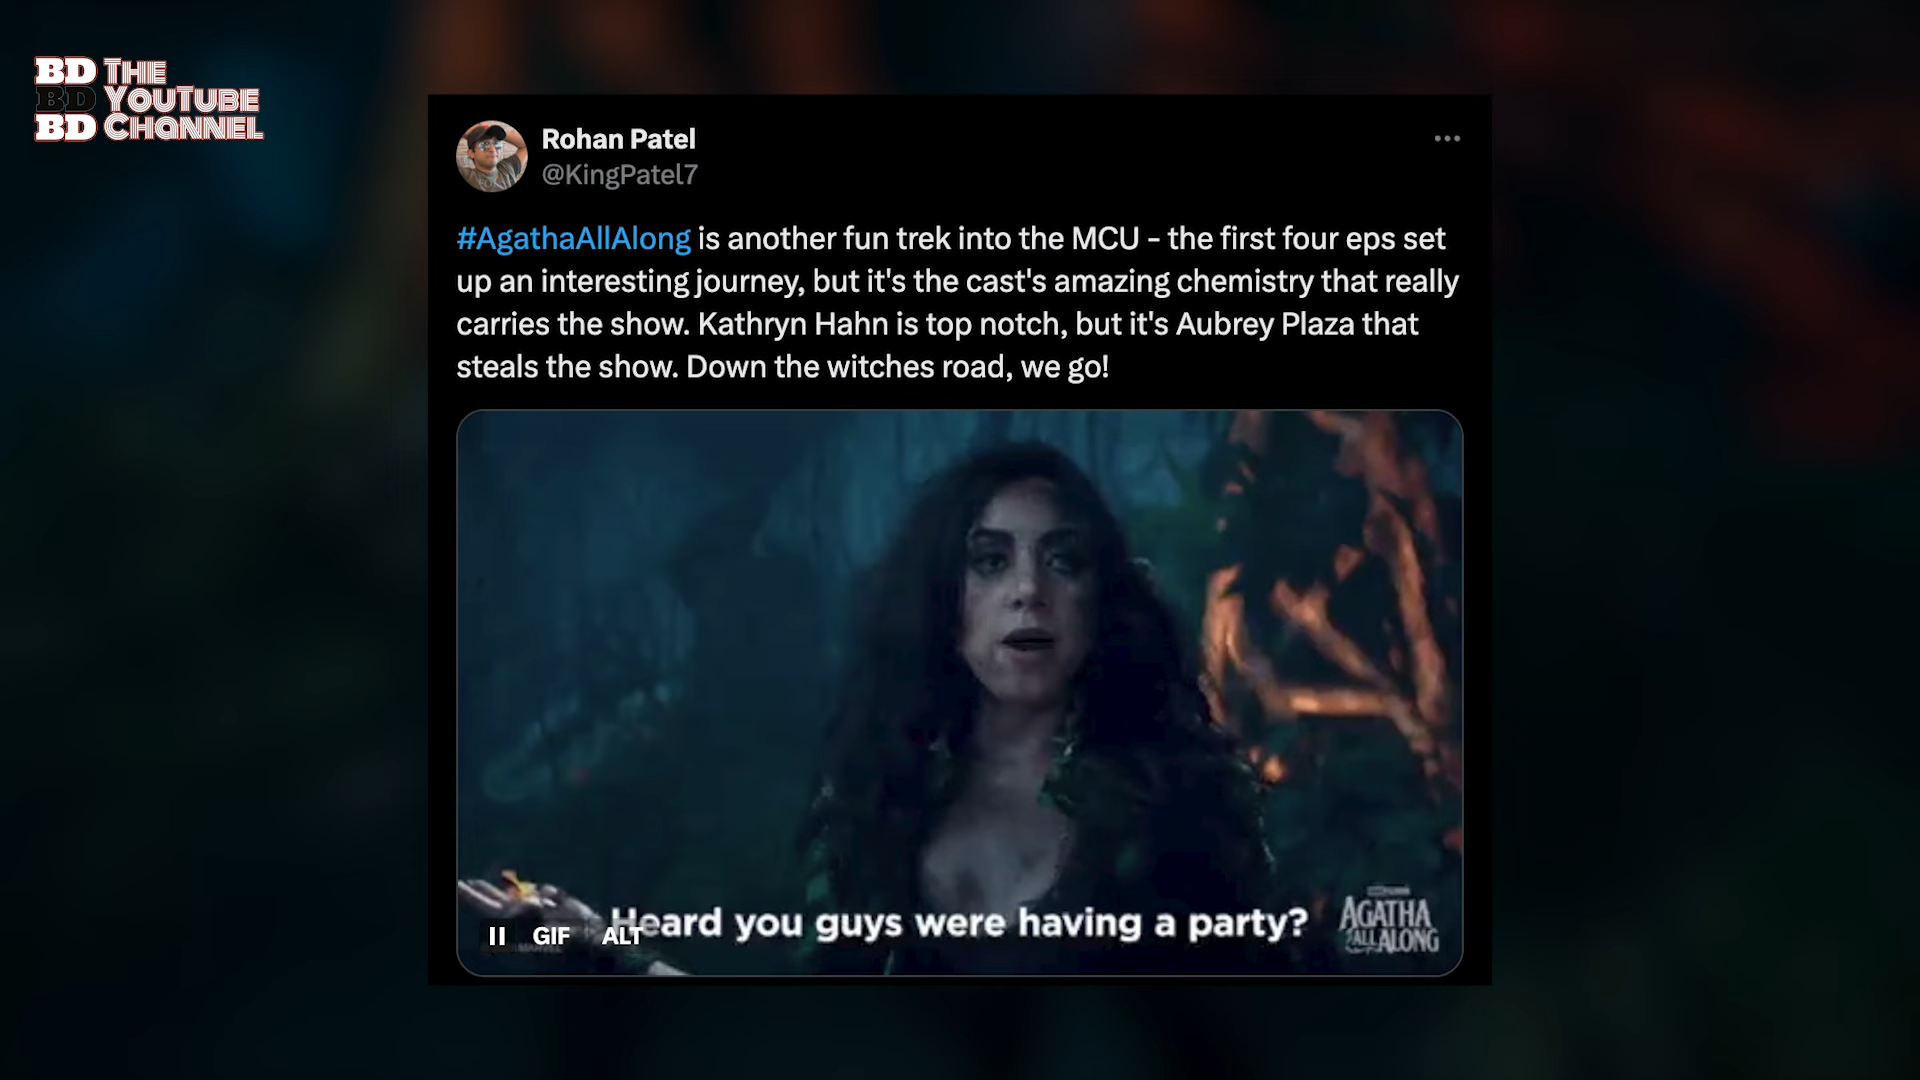 BD THE
BD YOUTUBE
BD CHANNEL
Rohan Patel
@KingPatel7
#AgathaAllAlong is another fun trek into the MCU - the first four eps set
up an interesting journey, but it's the cast's amazing chemistry that really
carries the show. Kathryn Hahn is top notch, but it's Aubrey Plaza that
steals the show. Down the witches road, we go!
Heard you guys were having a party?
GIF ALT
AGATHA
ALL ALONG